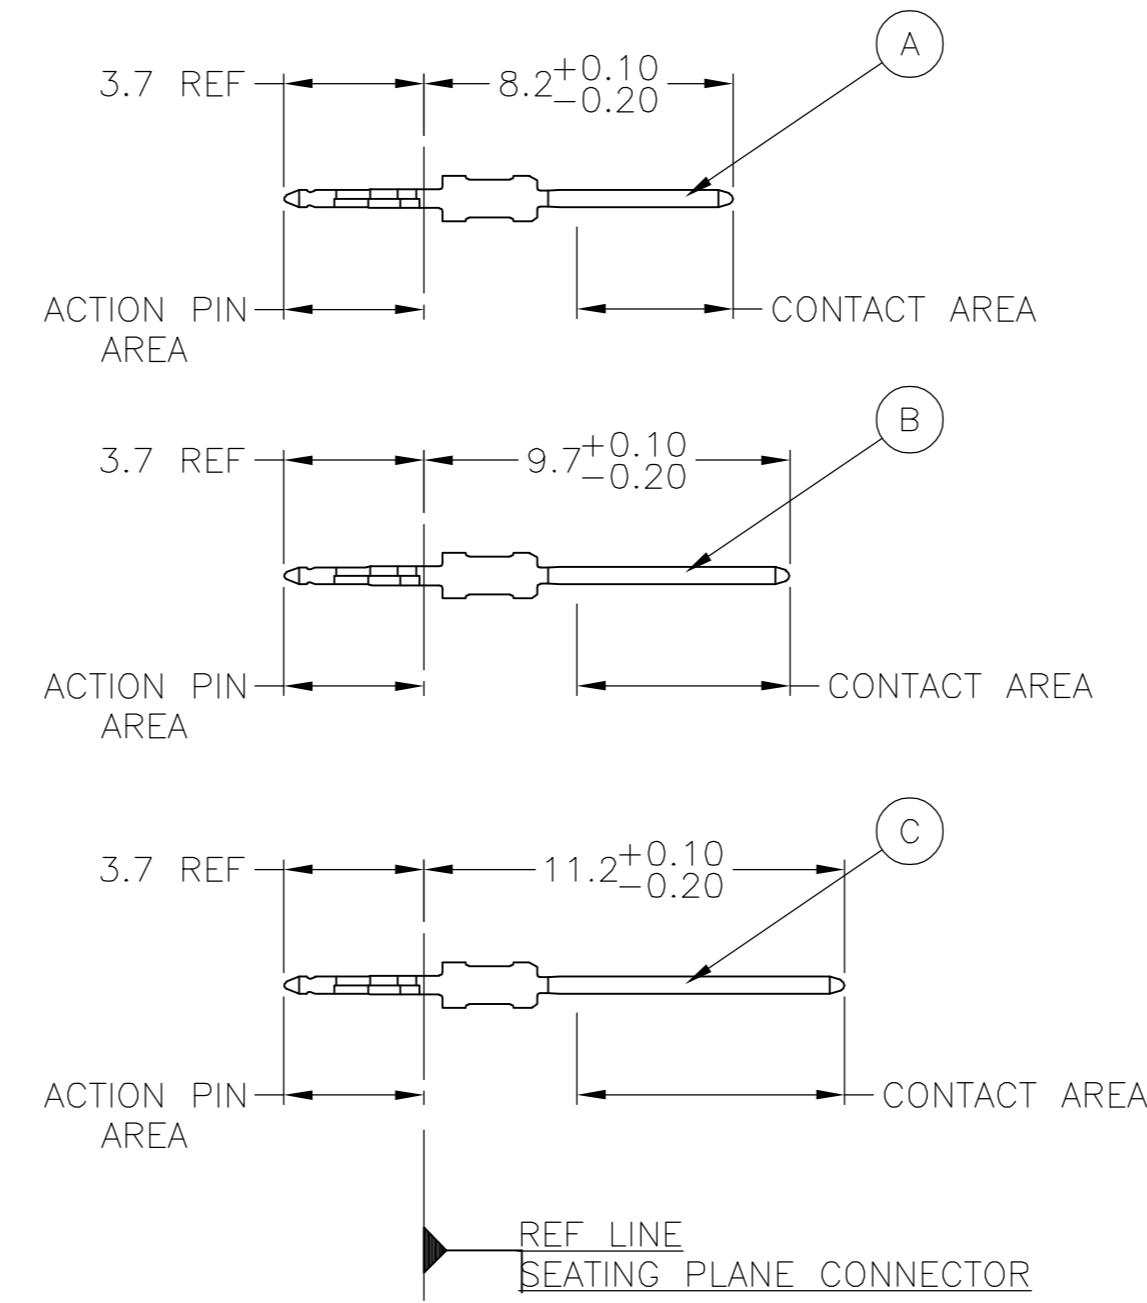 A
3.7 REF
8.2 +0.10
-0.20
ACTION PIN
AREA
CONTACT AREA
B
3.7 REF
9.7 +0.10
-0.20
ACTION PIN
AREA
CONTACT AREA
C
3.7 REF
11.2 +0.10
-0.20
ACTION PIN
AREA
CONTACT AREA
REF LINE
SEATING PLANE CONNECTOR